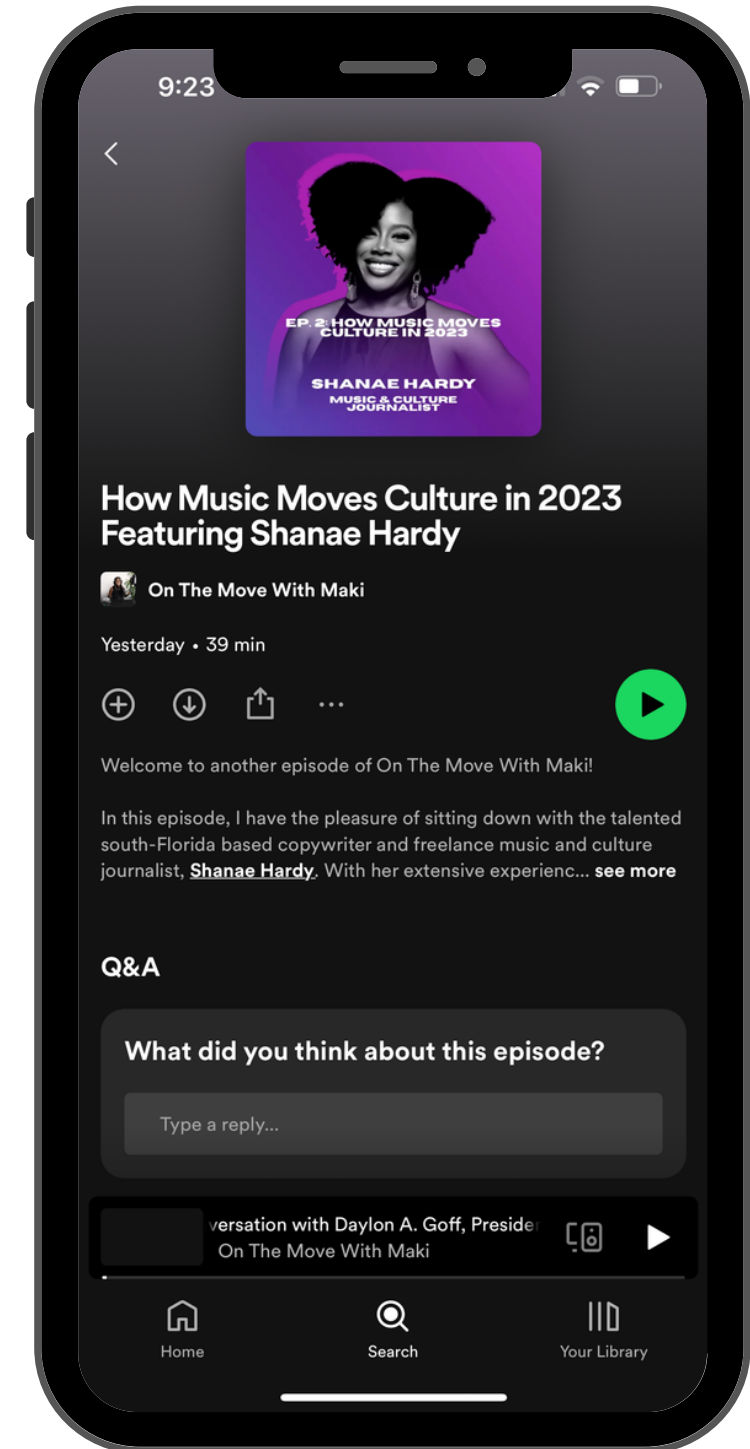 9:23
EP. 2: HOW MUSIC MOVES
CULTURE IN 2023
SHANAE HARDY
MUSIC & CULTURE
JOURNALIST
How Music Moves Culture in 2023
Featuring Shanae Hardy
On The Move With Maki
Yesterday • 39 min
Welcome to another episode of On The Move With Maki!
In this episode, I have the pleasure of sitting down with the talented
south-Florida based copywriter and freelance music and culture
journalist, Shanae Hardy. With her extensive experienc... see more
Q&A
What did you think about this episode?
Type a reply...
versation with Daylon A. Goff, Presider
On The Move With Maki
Home
Search
Your Library